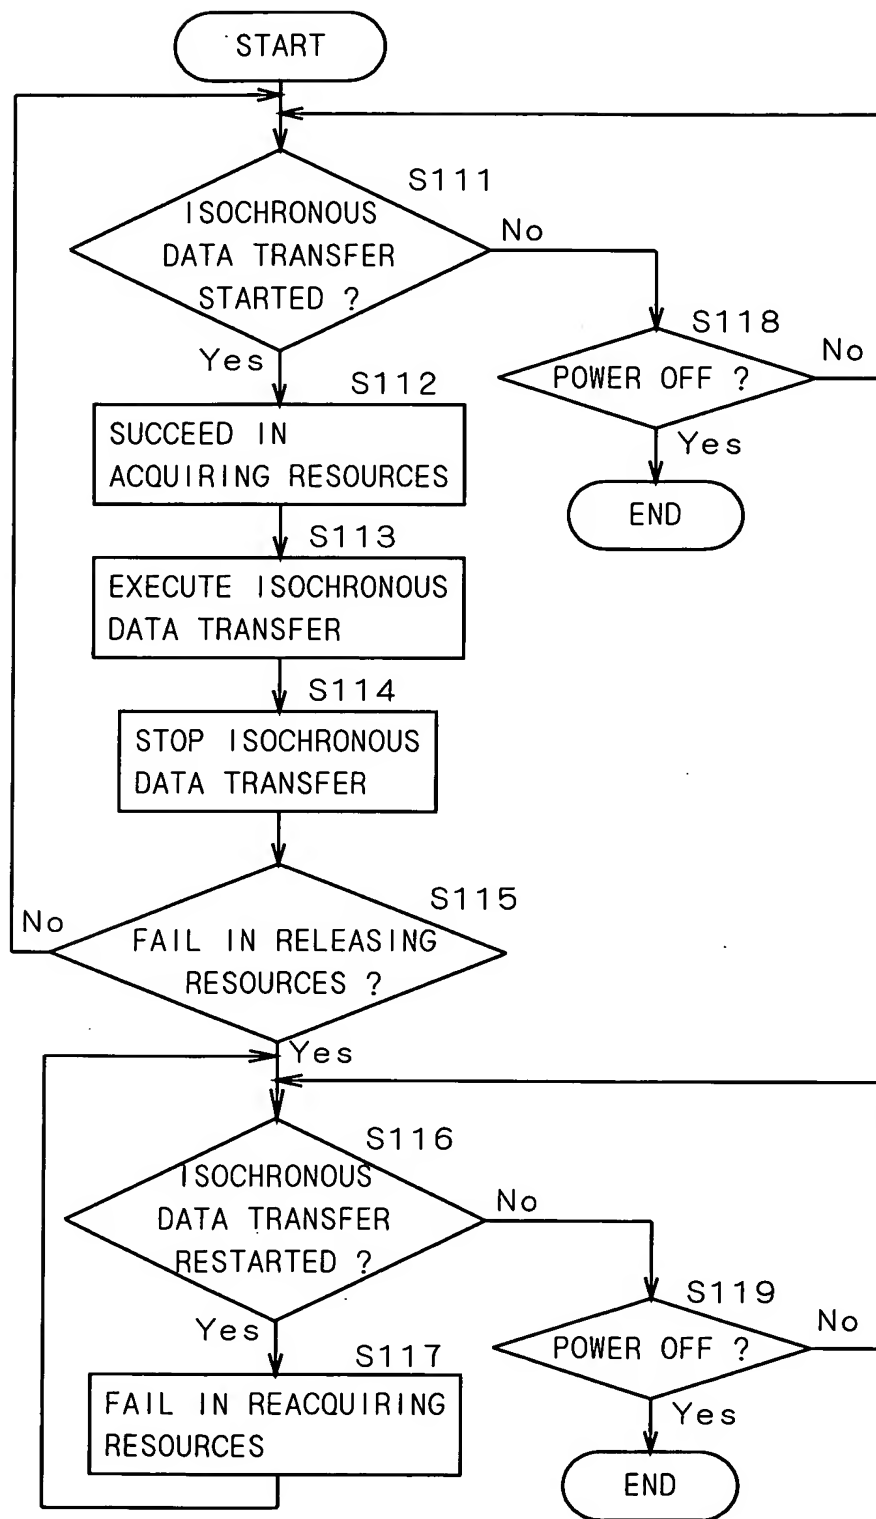 START
S111
ISOCHRONOUS
DATA TRANSFER
STARTED ?
No
Yes
S118
POWER OFF ?
No
Yes
END
S112
SUCCEED IN
ACQUIRING RESOURCES
S113
EXECUTE ISOCHRONOUS
DATA TRANSFER
S114
STOP ISOCHRONOUS
DATA TRANSFER
S115
No
FAIL IN RELEASING
RESOURCES ?
Yes
S116
ISOCHRONOUS
DATA TRANSFER
RESTARTED ?
No
Yes
S119
POWER OFF ?
No
Yes
END
S117
FAIL IN REACQUIRING
RESOURCES